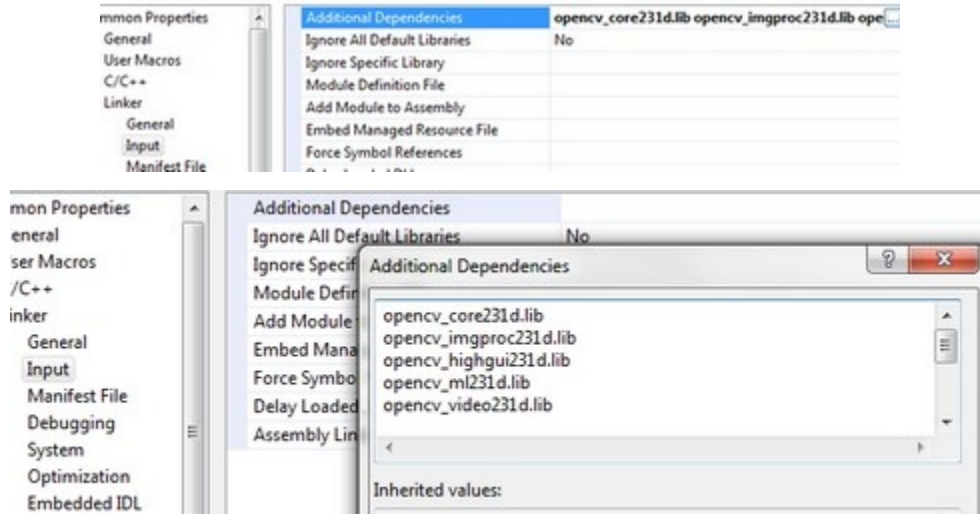 mmon Properties
General
User Macros
C/C++
Linker
General
Input
Manifest File
Additional Dependencies opencv_core231d.lib opencv_imgproc231d.lib ope...
Ignore All Default Libraries No
Ignore Specific Library
Module Definition File
Add Module to Assembly
Embed Managed Resource File
Force Symbol References
mon Properties
eneral
ser Macros
/C++
inker
General
Input
Manifest File
Debugging
System
Optimization
Embedded IDL
Additional Dependencies
Ignore All Default Libraries No
Ignore Specif
Module Defin
Add Module
Embed Mana
Force Symbo
Delay Loaded
Assembly Lin
Additional Dependencies
opencv_core231d.lib
opencv_imgproc231d.lib
opencv_highgui231d.lib
opencv_ml231d.lib
opencv_video231d.lib
Inherited values: